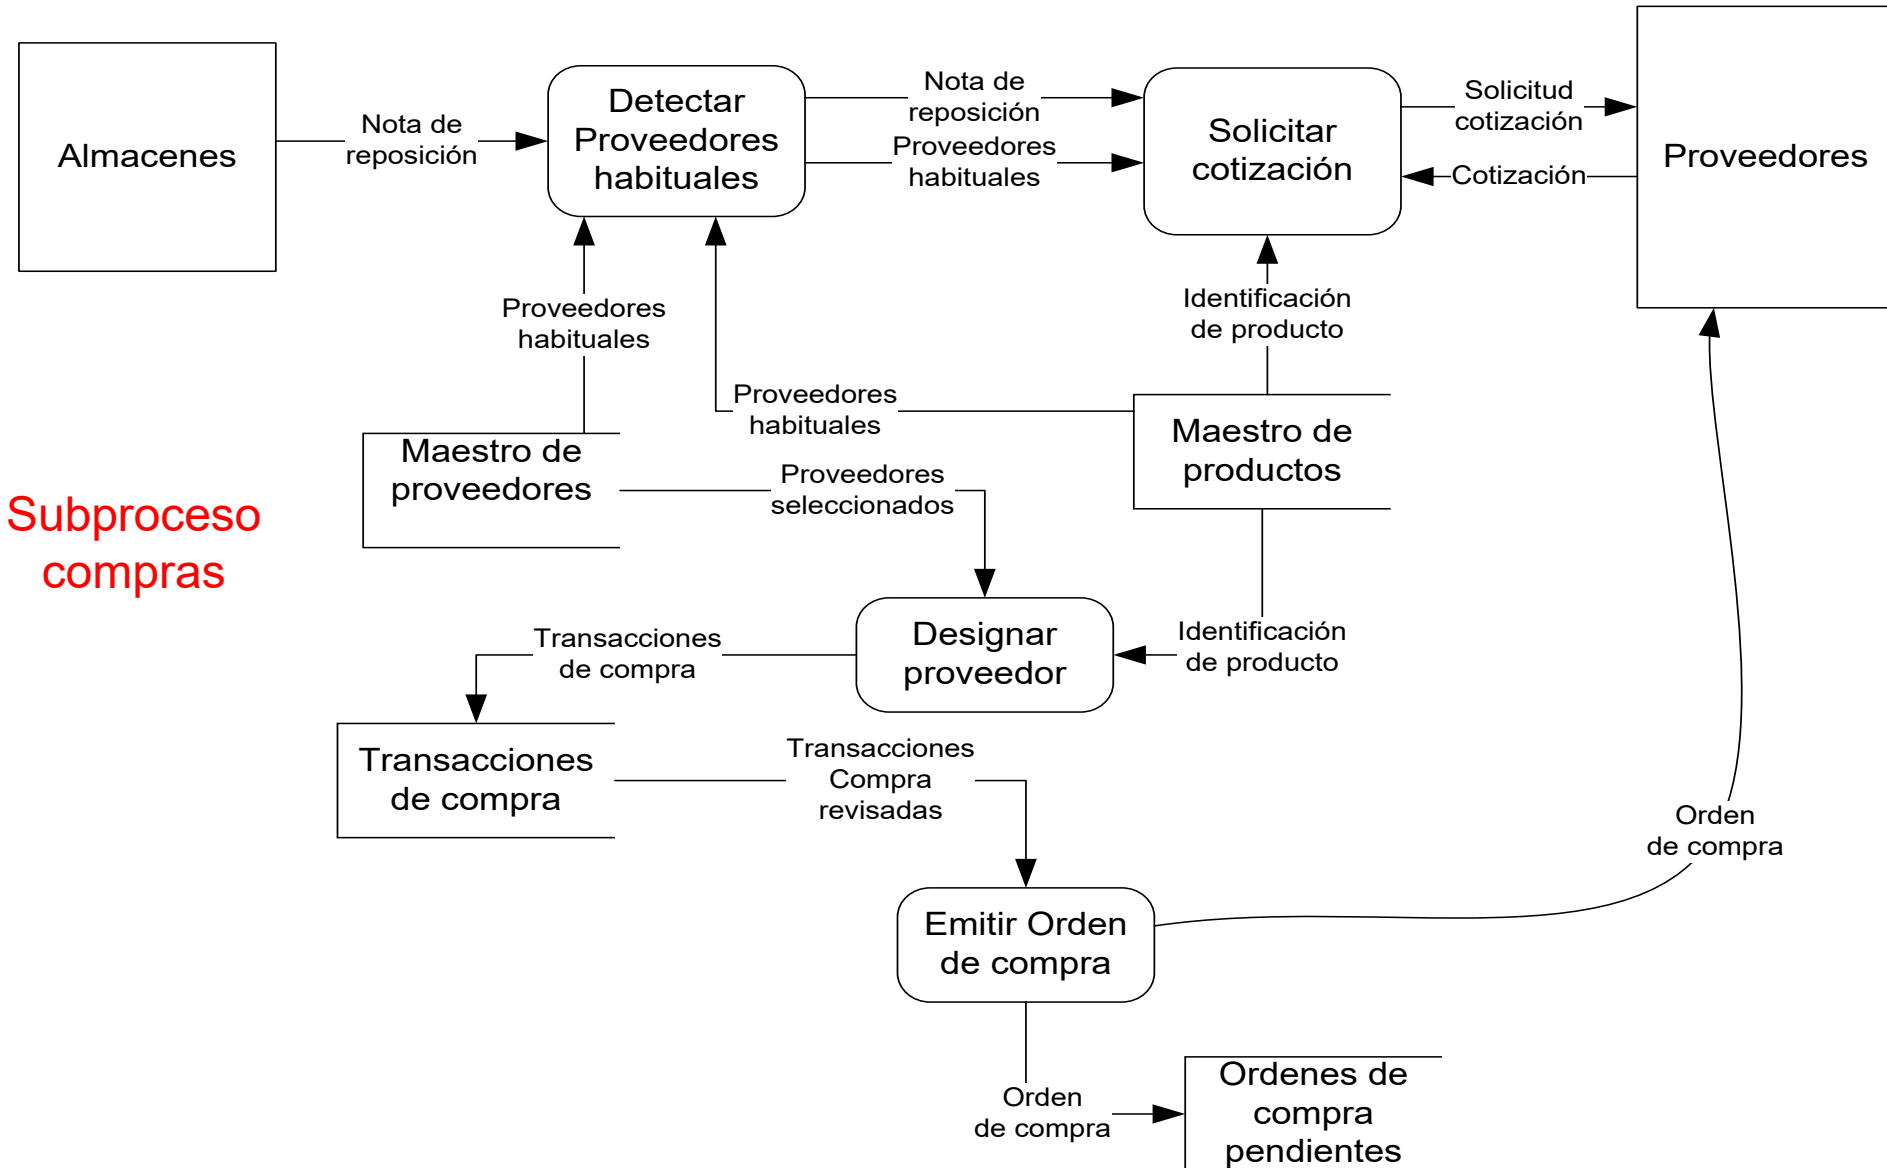 Almacenes
Nota de
reposición
Detectar
Proveedores
habituales
Nota de
reposición
Proveedores
habituales
Solicitar
cotización
Solicitud
cotización
Cotización
Proveedores
Proveedores
habituales
Identificación
de producto
Proveedores
habituales
Maestro de
proveedores
Maestro de
productos
Proveedores
seleccionados
Subproceso
compras
Designar
proveedor
Identificación
de producto
Transacciones
de compra
Transacciones
de compra
Transacciones
Compra
revisadas
Orden
de compra
Emitir Orden
de compra
Orden
de compra
Ordenes de
compra
pendientes